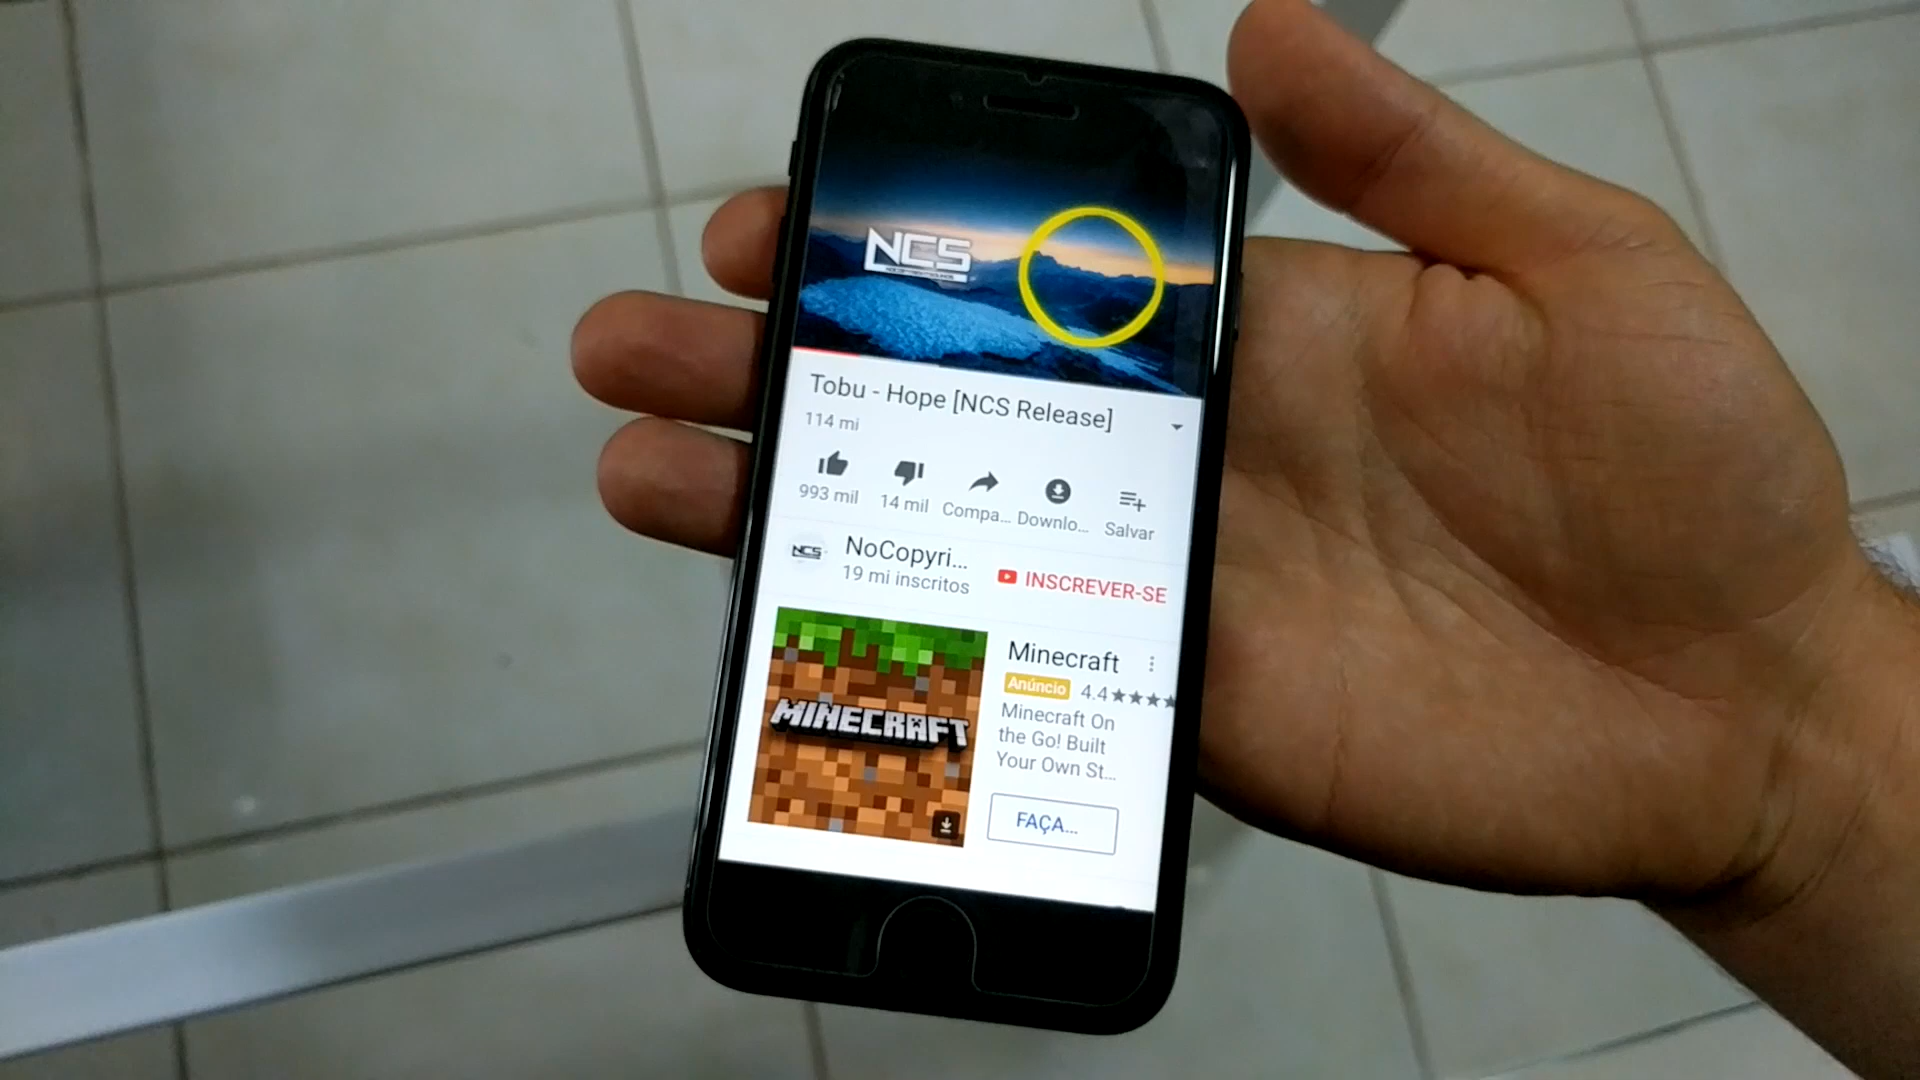 NCS
Tobu - Hope [NCS Release]
114 mi
993 mil
14 mil
Compa...
Downlo...
Salvar
NCS
NoCopyri...
19 mi inscritos
INSCREVER-SE
MINECRAFT
Minecraft
Anúncio 4.4★★★★
Minecraft On
the Go! Built
Your Own St...
FAÇA...